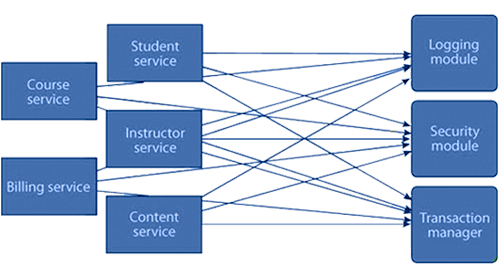 Student
service
Logging
module
Course
service
Instructor
service
Security
module
Billing service
Content
service
Transaction
manager